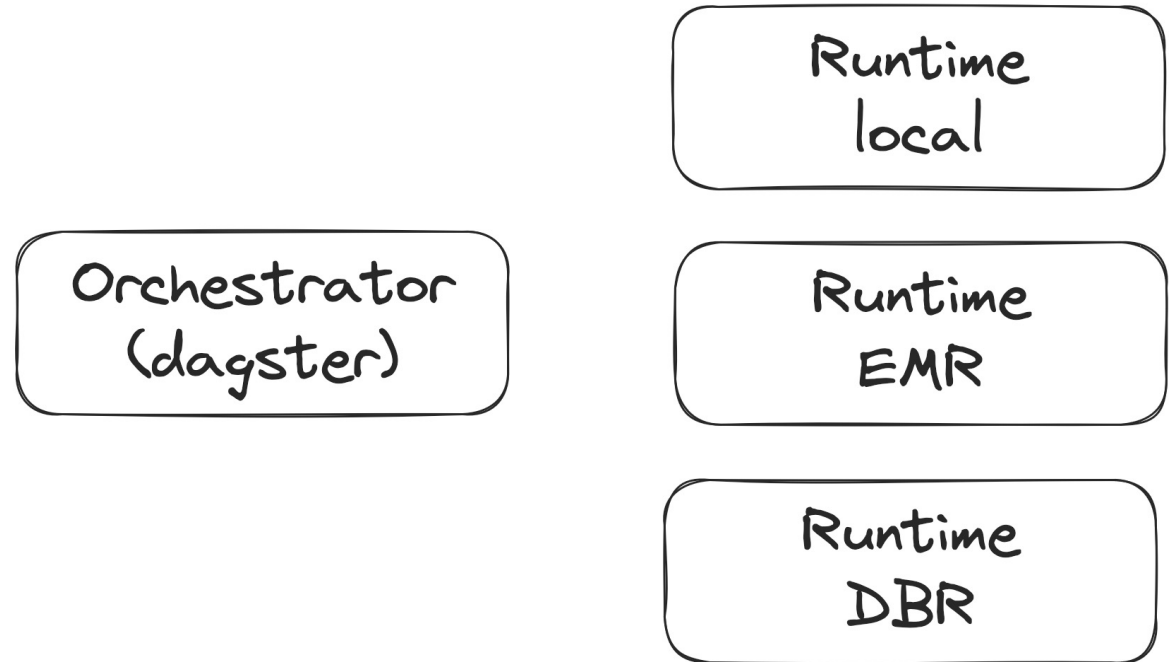 Orchestrator
(dagster)
Runtime
local
Runtime
EMR
Runtime
DBR